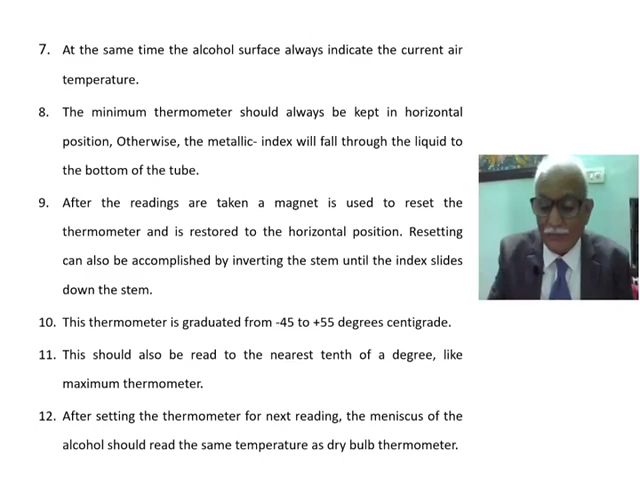 7. At the same time the alcohol surface always indicate the current air
temperature.
8. The minimum thermometer should always be kept in horizontal
position, Otherwise, the metallic- index will fall through the liquid to
the bottom of the tube.
9. After the readings are taken a magnet is used to reset the
thermometer and is restored to the horizontal position. Resetting
can also be accomplished by inverting the stem until the index slides
down the stem.
10. This thermometer is graduated from -45 to +55 degrees centigrade.
11. This should also be read to the nearest tenth of a degree, like
maximum thermometer.
12. After setting the thermometer for next reading, the meniscus of the
alcohol should read the same temperature as dry bulb thermometer.